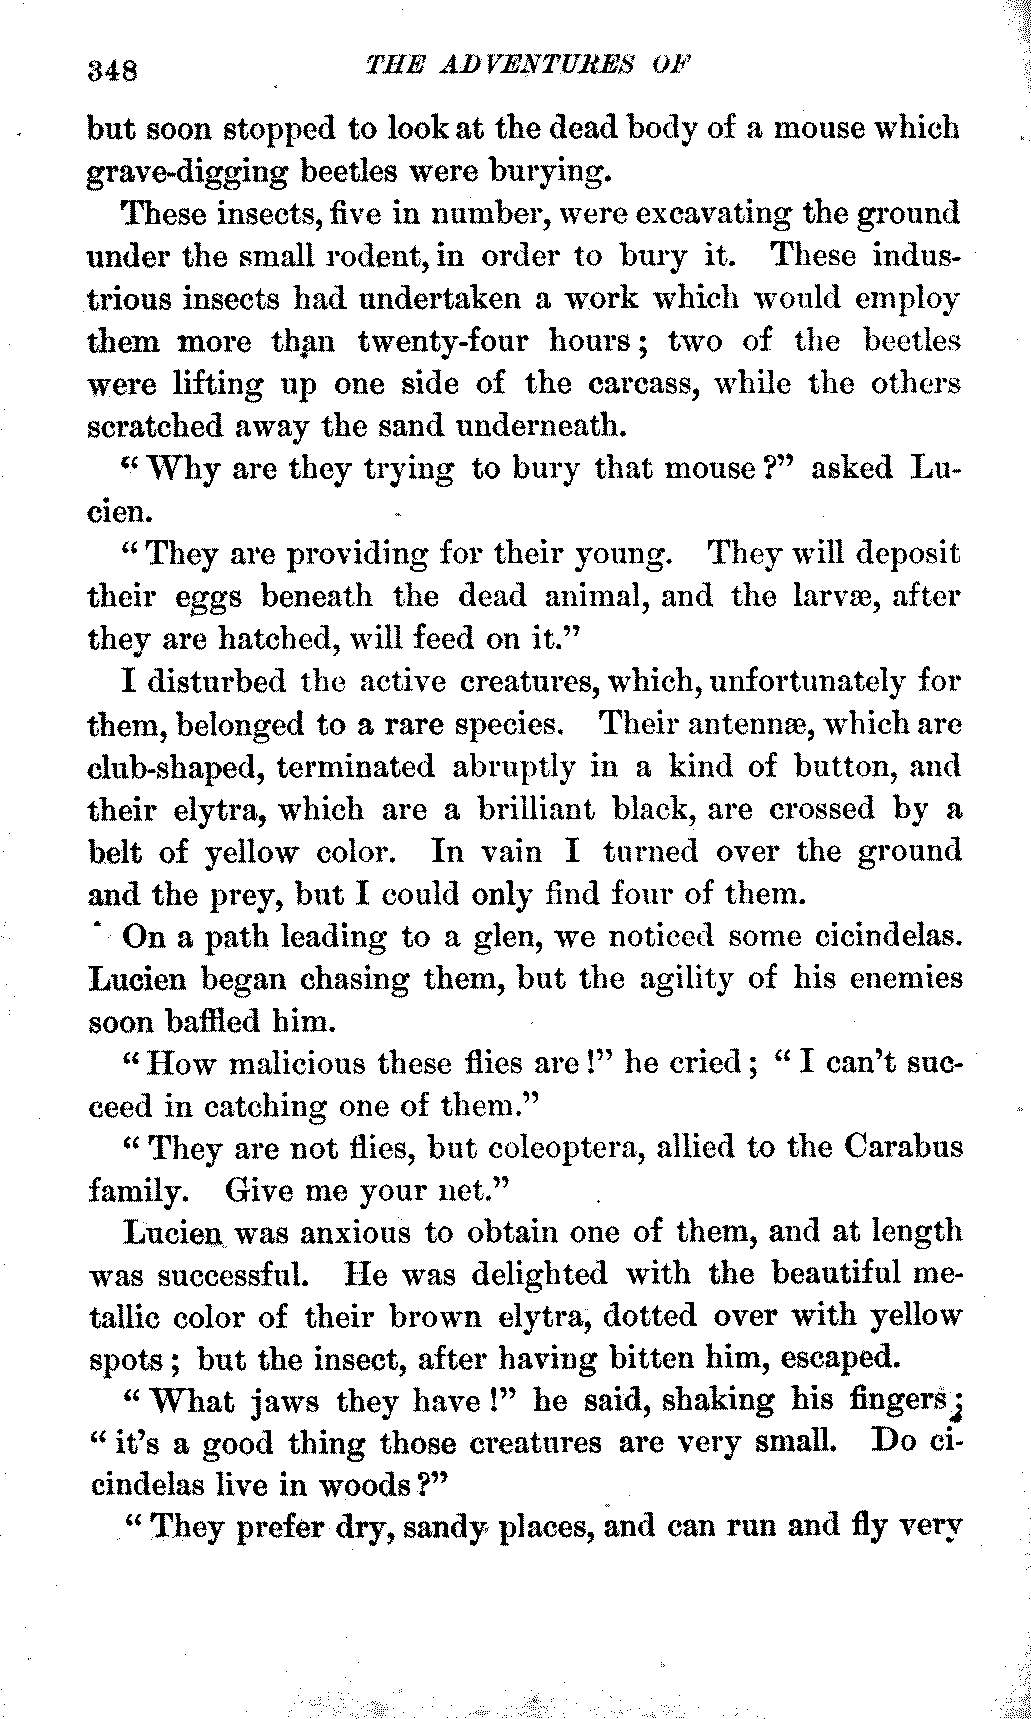 348 THE ADVENTURES OF
but soon stopped to look at the dead body of a mouse which
grave-digging beetles were burying.
These insects, five in number, were excavating the ground
under the small rodent, in order to bury it. These indus-
trious insects had undertaken a work which would employ
them more than twenty-four hours; two of the beetles
were lifting up one side of the carcass, while the others
scratched away the sand underneath.
"Why are they trying to bury that mouse?" asked Lu-
cien.
"They are providing for their young. They will deposit
their eggs beneath the dead animal, and the larvæ, after
they are hatched, will feed on it."
I disturbed the active creatures, which, unfortunately for
them, belonged to a rare species. Their antennæ, which are
club-shaped, terminated abruptly in a kind of button, and
their elytra, which are a brilliant black, are crossed by a
belt of yellow color. In vain I turned over the ground
and the prey, but I could only find four of them.
On a path leading to a glen, we noticed some cicindelas.
Lucien began chasing them, but the agility of his enemies
soon baffled him.
"How malicious these flies are!" he cried; "I can't suc-
ceed in catching one of them."
"They are not flies, but coleoptera, allied to the Carabus
family. Give me your net."
Lucien was anxious to obtain one of them, and at length
was successful. He was delighted with the beautiful me-
tallic color of their brown elytra, dotted over with yellow
spots; but the insect, after having bitten him, escaped.
"What jaws they have!" he said, shaking his fingers;
"it's a good thing those creatures are very small. Do ci-
cindelas live in woods?"
"They prefer dry, sandy places, and can run and fly very